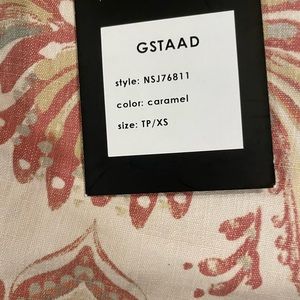 GSTAAD
style: NSJ76811
color: caramel
size: TP/XS